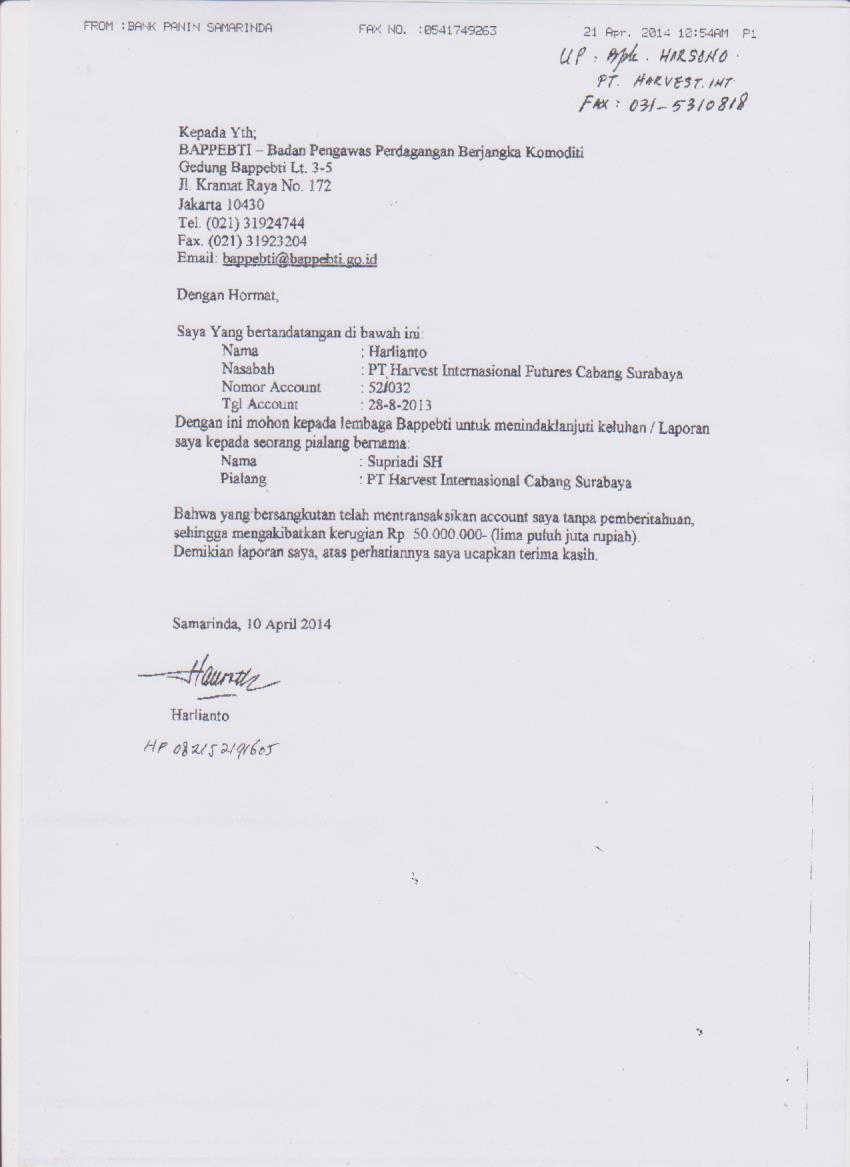 FROM :BANK PANIN SAMARINDA FAX NO. :0541749263 21 Apr. 2014 10:54AM P1
UP : Bpk. HARSONO.
PT. HARVEST.INT
FAX : 031-5310818
Kepada Yth;
BAPPEBTI – Badan Pengawas Perdagangan Berjangka Komoditi
Gedung Bappebti Lt. 3-5
Jl. Kramat Raya No. 172
Jakarta 10430
Tel. (021) 31924744
Fax. (021) 31923204
Email: bappebti@bappebti.go.id
Dengan Hormat,
Saya Yang bertandatangan di bawah ini:
Nama : Harlianto
Nasabah : PT Harvest Internasional Futures Cabang Surabaya
Nomor Account : 52/032
Tgl Account : 28-8-2013
Dengan ini mohon kepada lembaga Bappebti untuk menindaklanjuti keluhan / Laporan
saya kepada seorang pialang bernama:
Nama : Supriadi SH
Pialang : PT Harvest Internasional Cabang Surabaya
Bahwa yang bersangkutan telah mentransaksikan account saya tanpa pemberitahuan,
sehingga mengakibatkan kerugian Rp. 50.000.000- (lima puluh juta rupiah).
Demikian laporan saya, atas perhatiannya saya ucapkan terima kasih.
Samarinda, 10 April 2014
Harlianto
HP 082152191605